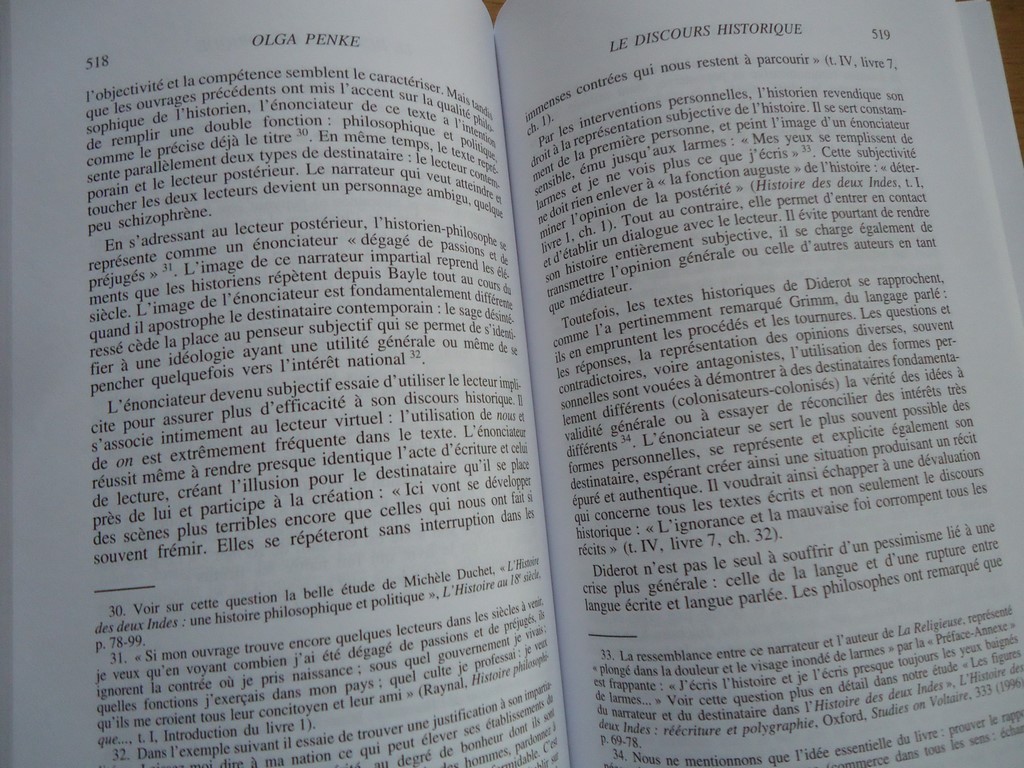 518
OLGA PENKE
l'objectivité et la compétence semblent le caractériser. Mais tandis
que les ouvrages précédents ont mis l'accent sur la qualité philo-
sophique de l'historien, l'énonciateur de ce texte a l'intention
de remplir une double fonction : philosophique et politique,
comme le précise déjà le titre 30. En même temps, le texte repré-
sente parallèlement deux types de destinataire : le lecteur contem-
porain et le lecteur postérieur. Le narrateur qui veut atteindre et
toucher les deux lecteurs devient un personnage ambigu, quelque
peu schizophrène.
En s'adressant au lecteur postérieur, l'historien-philosophe se
représente comme un énonciateur « dégagé de passions et de
préjugés » 31. L'image de ce narrateur impartial reprend les élé-
ments que les historiens répètent depuis Bayle tout au cours du
siècle. L'image de l'énonciateur est fondamentalement différente
quand il apostrophe le destinataire contemporain : le sage désinté-
ressé cède la place au penseur subjectif qui se permet de s'identi-
fier à une idéologie ayant une utilité générale ou même de se
pencher quelquefois vers l'intérêt national 32.
L'énonciateur devenu subjectif essaie d'utiliser le lecteur impli-
cite pour assurer plus d'efficacité à son discours historique. Il
s'associe intimement au lecteur virtuel : l'utilisation de nous et
de on est extrêmement fréquente dans le texte. L'énonciateur
réussit même à rendre presque identique l'acte d'écriture et celui
de lecture, créant l'illusion pour le destinataire qu'il se place
près de lui et participe à la création : « Ici vont se développer
des scènes plus terribles encore que celles qui nous ont fait si
souvent frémir. Elles se répéteront sans interruption dans les
30. Voir sur cette question la belle étude de Michèle Duchet, « L'Histoire
des deux Indes : une histoire philosophique et politique », L'Histoire au 18e siècle,
p. 78-99.
31. « Si mon ouvrage trouve encore quelques lecteurs dans les siècles à venir,
je veux qu'en voyant combien j'ai été dégagé de passions et de préjugés, ils
ignorent la contrée où je pris naissance ; sous quel gouvernement je vivais ;
quelles fonctions j'exerçais dans mon pays ; quel culte je professai : je veux
qu'ils me croient tous leur concitoyen et leur ami » (Raynal, Histoire philosophi-
que..., t. I, Introduction du livre 1).
32. Dans l'exemple suivant il essaie de trouver une justification à son impartia-
moi dire à ma nation ce qui peut élever ses établissements du
au degré de bonheur dont ils sont
des hommes, pardonnez à
formidable. C'est
LE DISCOURS HISTORIQUE
519
immenses contrées qui nous restent à parcourir » (t. IV, livre 7,
ch. 1).
Par les interventions personnelles, l'historien revendique son
droit à la représentation subjective de l'histoire. Il se sert constam-
ment de la première personne, et peint l'image d'un énonciateur
sensible, ému jusqu'aux larmes : « Mes yeux se remplissent de
larmes et je ne vois plus ce que j'écris » 33. Cette subjectivité
ne doit rien enlever à « la fonction auguste » de l'histoire : « déter-
miner l'opinion de la postérité » (Histoire des deux Indes, t. I,
livre 1, ch. 1). Tout au contraire, elle permet d'entrer en contact
et d'établir un dialogue avec le lecteur. Il évite pourtant de rendre
son histoire entièrement subjective, il se charge également de
transmettre l'opinion générale ou celle d'autres auteurs en tant
que médiateur.
Toutefois, les textes historiques de Diderot se rapprochent,
comme l'a pertinemment remarqué Grimm, du langage parlé :
ils en empruntent les procédés et les tournures. Les questions et
les réponses, la représentation des opinions diverses, souvent
contradictoires, voire antagonistes, l'utilisation des formes per-
sonnelles sont vouées à démontrer à des destinataires fondamenta-
lement différents (colonisateurs-colonisés) la vérité des idées à
validité générale ou à essayer de réconcilier des intérêts très
différents 34. L'énonciateur se sert le plus souvent possible des
formes personnelles, se représente et explicite également son
destinataire, espérant créer ainsi une situation produisant un récit
épuré et authentique. Il voudrait ainsi échapper à une dévaluation
qui concerne tous les textes écrits et non seulement le discours
historique : « L'ignorance et la mauvaise foi corrompent tous les
récits » (t. IV, livre 7, ch. 32).
Diderot n'est pas le seul à souffrir d'un pessimisme lié à une
crise plus générale : celle de la langue et d'une rupture entre
langue écrite et langue parlée. Les philosophes ont remarqué que
33. La ressemblance entre ce narrateur et l'auteur de La Religieuse, représenté
« plongé dans la douleur et le visage inondé de larmes » par la « Préface-Annexe »
est frappante : « J'écris l'histoire et je l'écris presque toujours les yeux baignés
de larmes... » Voir cette question plus en détail dans notre étude « Les figures
du narrateur et du destinataire dans l'Histoire des deux Indes », L'Histoire des
deux Indes : réécriture et polygraphie, Oxford, Studies on Voltaire, 333 (1996)
p. 69-78.
34. Nous ne mentionnons que l'idée essentielle du livre : prouver le
commerce dans tous les sens :